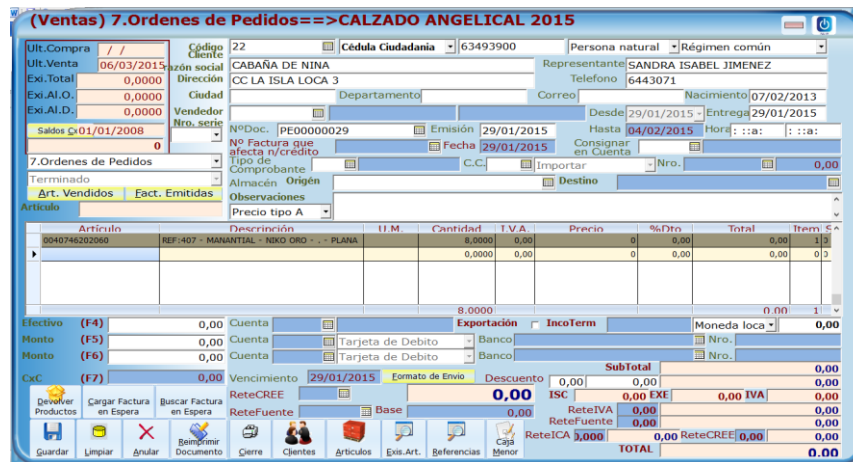 (Ventas) 7.Ordenes de Pedidos==>CALZADO ANGELICAL 2015
Ult.Compra / / Código Cliente 22 Cédula Ciudadania 63493900 Persona natural Régimen común
Ult.Venta 06/03/2015 razón social CABAÑA DE NINA Representante SANDRA ISABEL JIMENEZ
Exi.Total 0,0000 Dirección CC LA ISLA LOCA 3 Telefono 6443071
Exi.Al.O. 0,0000 Ciudad Departamento Correo Nacimiento 07/02/2013
Exi.Al.D. 0,0000 Vendedor Desde 29/01/2015 Entrega 29/01/2015
Saldos Cx 01/01/2008 Nro. serie NºDoc. PE00000029 Emisión 29/01/2015 Hasta 04/02/2015 Hora : ::a: : ::a:
0 Nº Factura que afecta n/crédito Fecha 29/01/2015 Consignar en Cuenta
7.Ordenes de Pedidos Tipo de Comprobante C.C. Importar Nro. 0,00
Terminado Almacén Origén Destino
Art. Vendidos Fact. Emitidas Observaciones
Artículo Precio tipo A
Artículo Descripción U.M. Cantidad I.V.A. Precio %Dto Total Item S
0040746202060 REF:407 - MANANTIAL - NIKO ORO - . - PLANA 8,0000 0,00 0 0,00 0,00 1 0
0,0000 0,00 0 0,00 0,00 0 0
8.0000 0.00 1
Efectivo (F4) 0,00 Cuenta Exportación IncoTerm Moneda loca 0,00
Monto (F5) 0,00 Cuenta Tarjeta de Debito Banco Nro.
Monto (F6) 0,00 Cuenta Tarjeta de Debito Banco Nro.
SubTotal 0,00
CxC (F7) 0,00 Vencimiento 29/01/2015 Formato de Envio Descuento 0,00 0,00 0,00
Devolver Productos Cargar Factura en Espera Buscar Factura en Espera ReteCREE 0,00 ISC 0,00 EXE 0,00 IVA 0,00
ReteFuente Base 0,00 ReteIVA 0,00 0,00
ReteFuente 0,00 0,00
Guardar Limpiar Anular Reimprimir Documento Cierre Clientes Articulos Exis.Art. Referencias Caja Menor ReteICA 0,000 0,00 ReteCREE 0,00 0,00
TOTAL 0.00